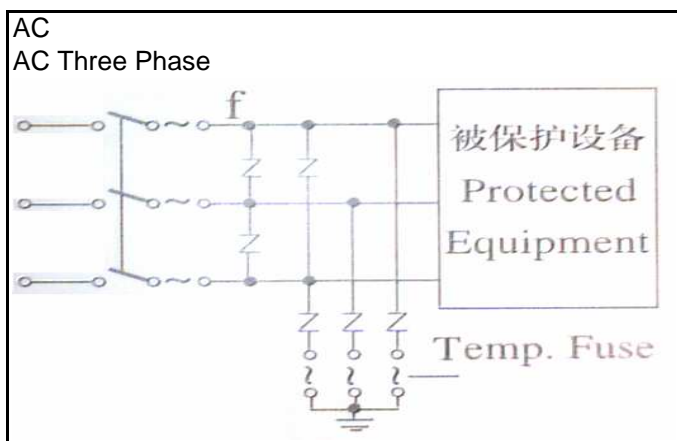 AC
AC Three Phase
f
被保护设备
Protected
Equipment
Temp. Fuse